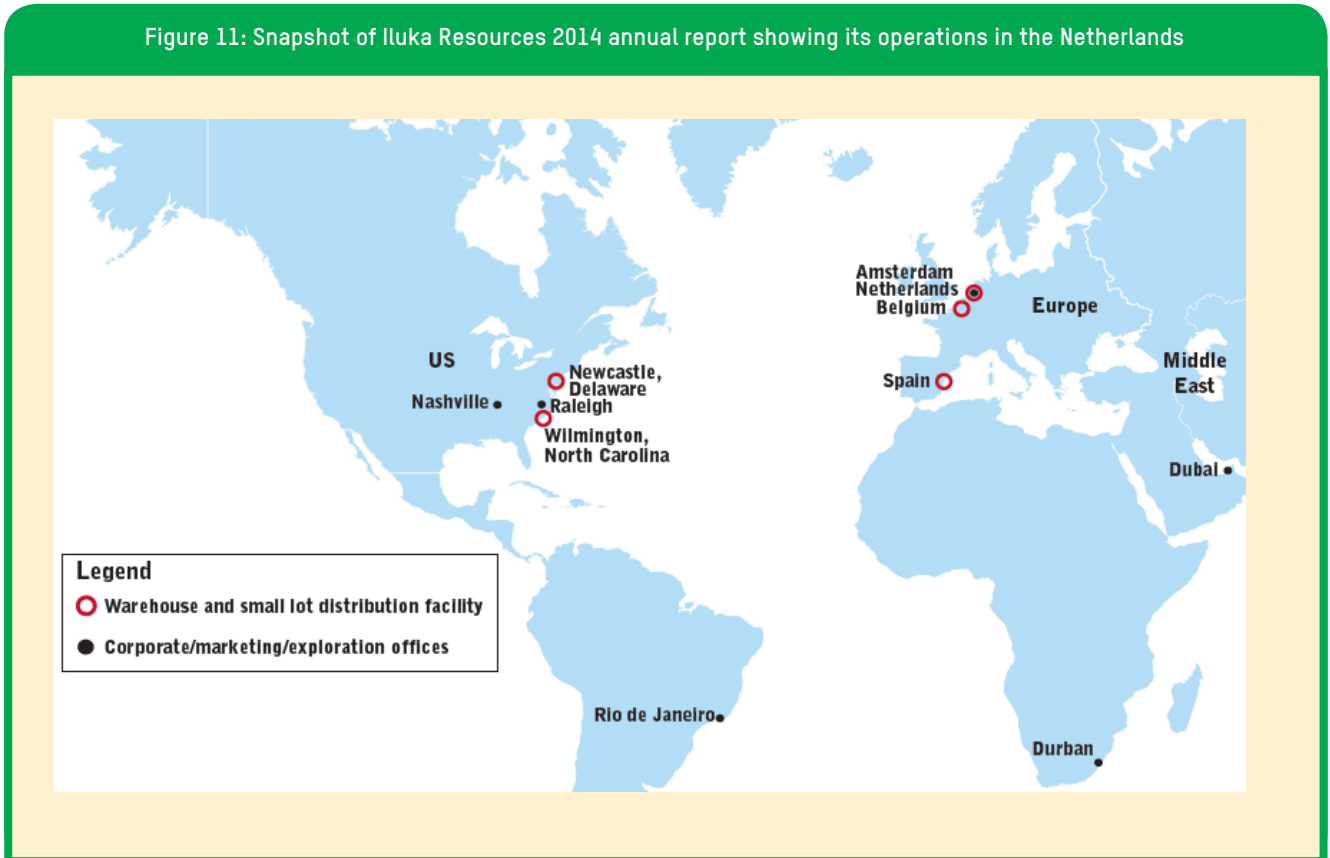 Figure 11: Snapshot of Iluka Resources 2014 annual report showing its operations in the Netherlands
Amsterdam
Netherlands
Belgium
Europe
US
Newcastle,
Delaware
Middle
East
Spain
Nashville
Raleigh
Wilmington,
North Carolina
Dubai
Legend
Warehouse and small lot distribution facility
Corporate/marketing/exploration offices
Rio de Janeiro
Durban